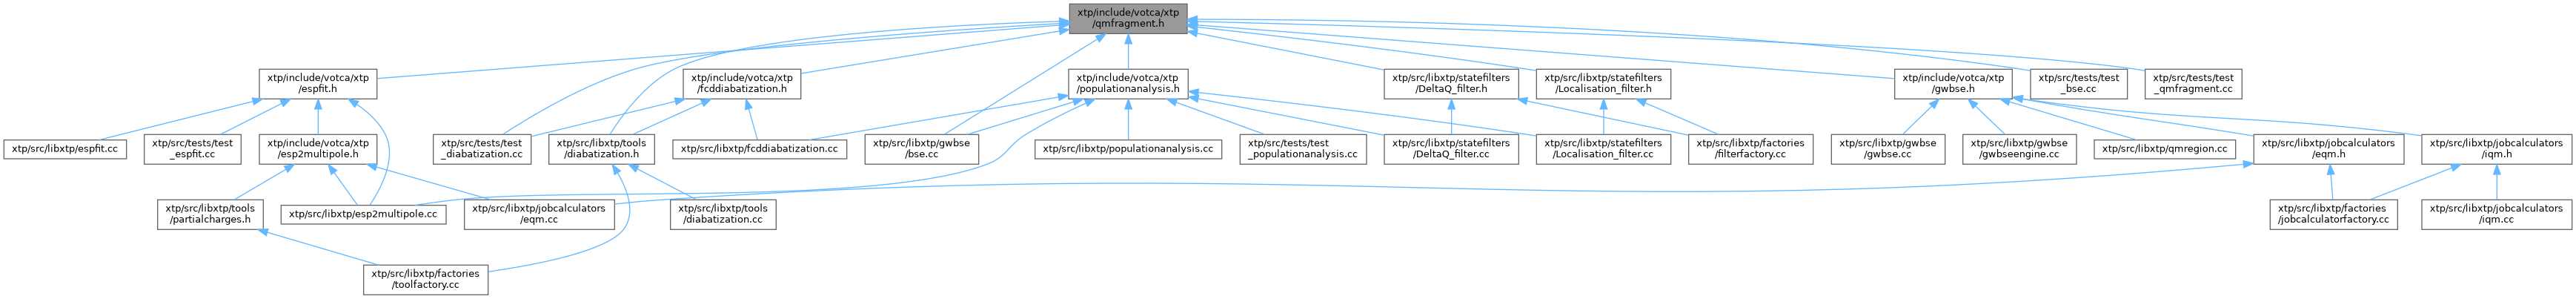 xtp/include/votca/xtp
/qmfragment.h
xtp/include/votca/xtp
/espfit.h
xtp/include/votca/xtp
/fcddiabatization.h
xtp/include/votca/xtp
/populationanalysis.h
xtp/src/libxtp/statefilters
/DeltaQ_filter.h
xtp/src/libxtp/statefilters
/Localisation_filter.h
xtp/include/votca/xtp
/gwbse.h
xtp/src/tests/test
_bse.cc
xtp/src/tests/test
_qmfragment.cc
xtp/src/libxtp/espfit.cc
xtp/src/tests/test
_espfit.cc
xtp/include/votca/xtp
/esp2multipole.h
xtp/src/tests/test
_diabatization.cc
xtp/src/libxtp/tools
/diabatization.h
xtp/src/libxtp/fcddiabatization.cc
xtp/src/libxtp/gwbse
/bse.cc
xtp/src/libxtp/populationanalysis.cc
xtp/src/tests/test
_populationanalysis.cc
xtp/src/libxtp/statefilters
/DeltaQ_filter.cc
xtp/src/libxtp/statefilters
/Localisation_filter.cc
xtp/src/libxtp/factories
/filterfactory.cc
xtp/src/libxtp/gwbse
/gwbse.cc
xtp/src/libxtp/gwbse
/gwbseengine.cc
xtp/src/libxtp/qmregion.cc
xtp/src/libxtp/jobcalculators
/eqm.h
xtp/src/libxtp/jobcalculators
/iqm.h
xtp/src/libxtp/tools
/partialcharges.h
xtp/src/libxtp/esp2multipole.cc
xtp/src/libxtp/jobcalculators
/eqm.cc
xtp/src/libxtp/tools
/diabatization.cc
xtp/src/libxtp/factories
/jobcalculatorfactory.cc
xtp/src/libxtp/jobcalculators
/iqm.cc
xtp/src/libxtp/factories
/toolfactory.cc